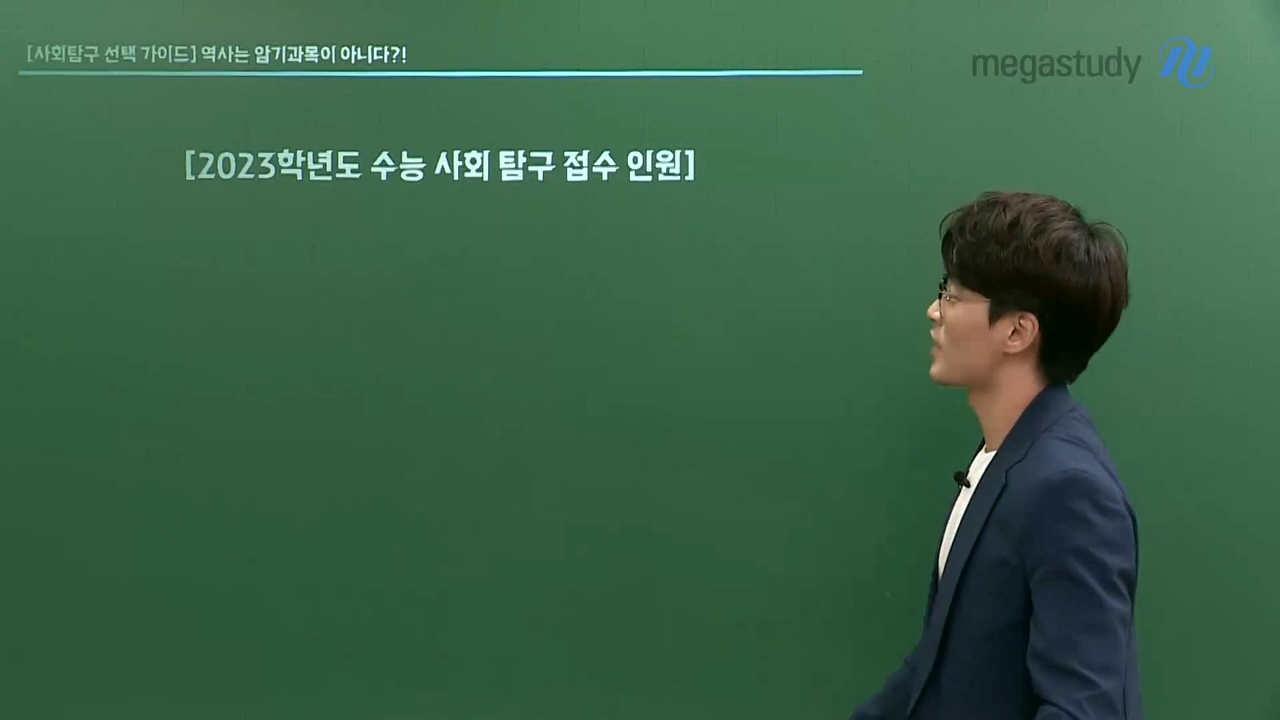 [사회탐구 선택 가이드] 역사는 암기과목이 아니다?!
megastudy
[2023학년도 수능 사회 탐구 접수 인원]